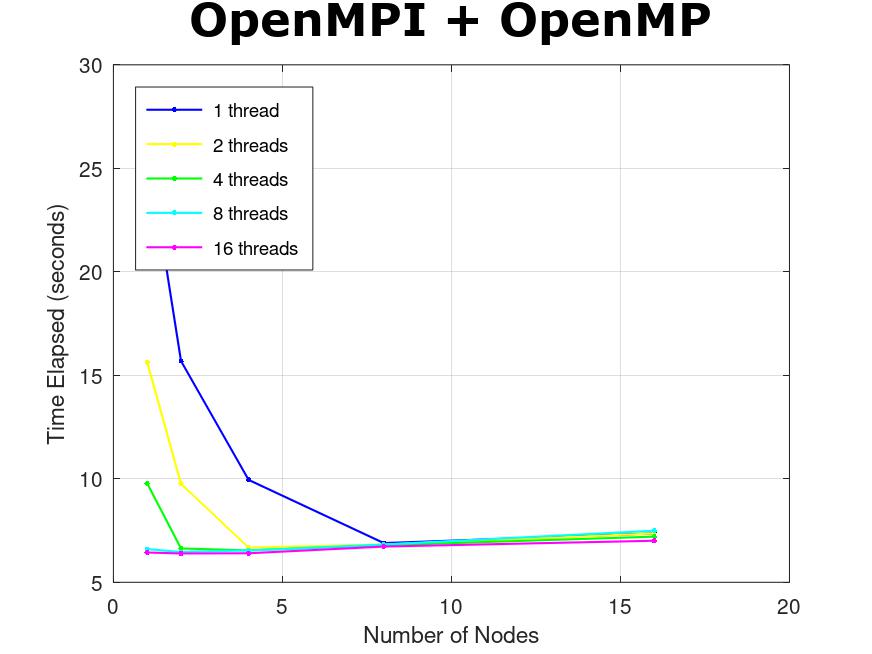 OpenMPI + OpenMP
30
25
20
15
10
5
Time Elapsed (seconds)
1 thread
2 threads
4 threads
8 threads
16 threads
0 5 10 15 20
Number of Nodes